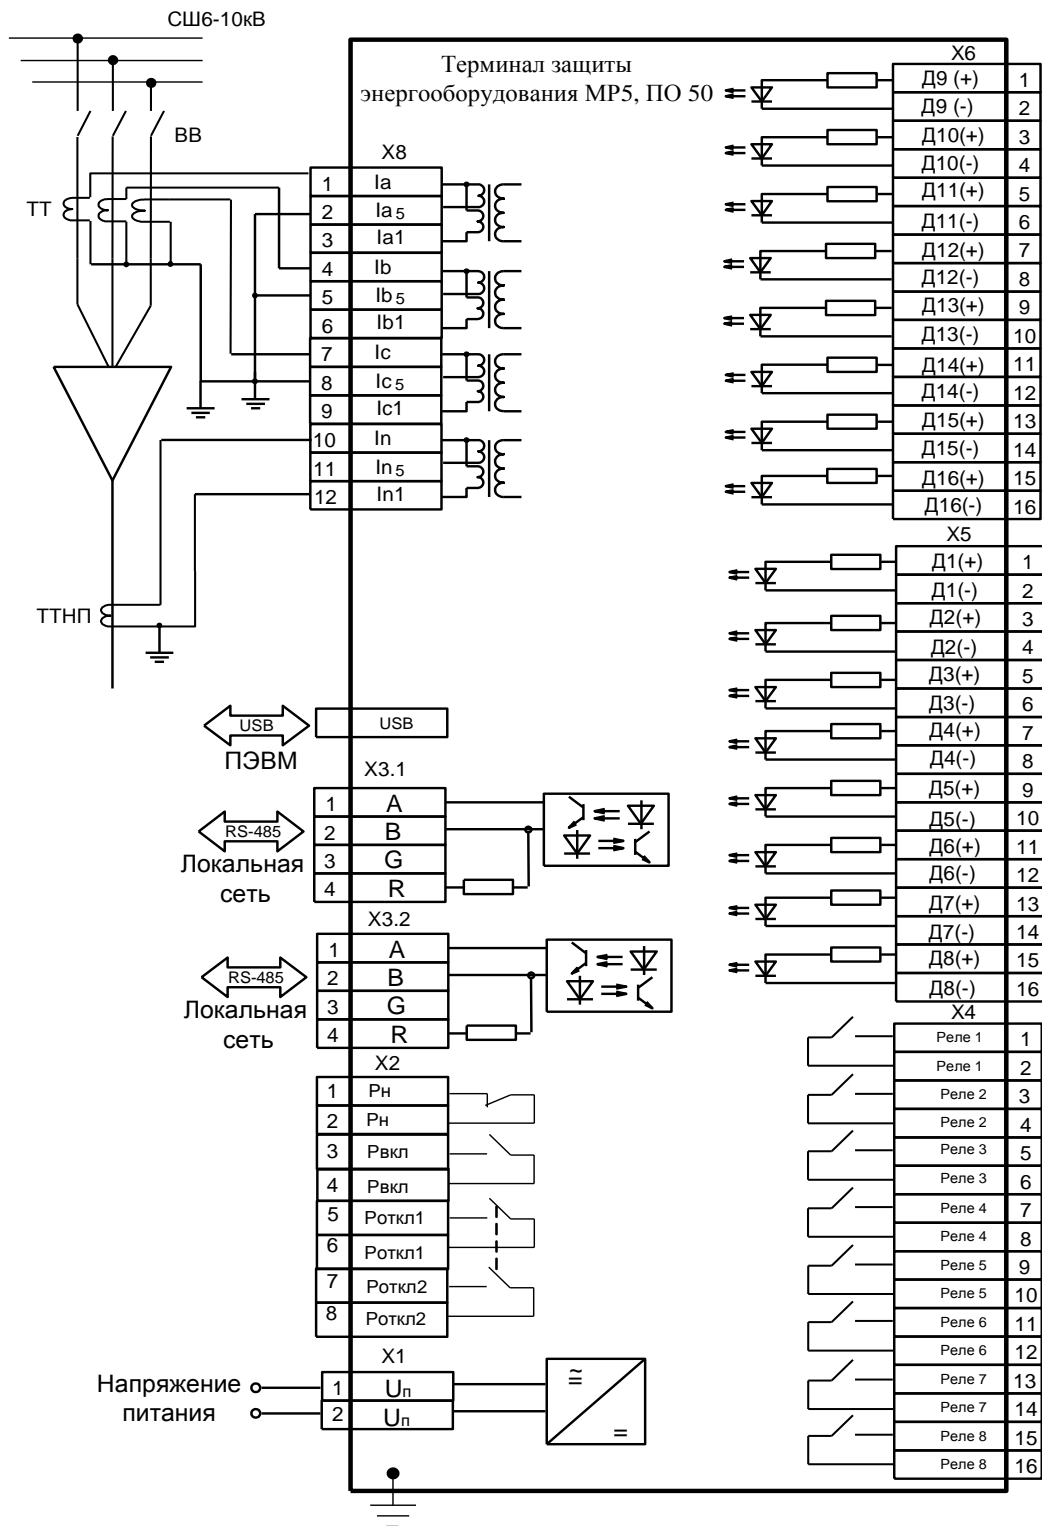 СШ6-10кВ
Терминал защиты
энергооборудования МР5, ПО 50
ВВ
ТТ
X8
1 Ia
2 Ia 5
3 Ia1
4 Ib
5 Ib 5
6 Ib1
7 Ic
8 Ic 5
9 Ic1
10 In
11 In 5
12 In1
ТТНП
USB
USB
ПЭВМ
X3.1
1 A
2 B
3 G
4 R
RS-485
Локальная
сеть
X3.2
1 A
2 B
3 G
4 R
RS-485
Локальная
сеть
X2
1 Рн
2 Рн
3 Рвкл
4 Рвкл
5 Роткл1
6 Роткл1
7 Роткл2
8 Роткл2
X1
Напряжение
питания
1 Uп
2 Uп
X6
Д9 (+) 1
Д9 (-) 2
Д10(+) 3
Д10(-) 4
Д11(+) 5
Д11(-) 6
Д12(+) 7
Д12(-) 8
Д13(+) 9
Д13(-) 10
Д14(+) 11
Д14(-) 12
Д15(+) 13
Д15(-) 14
Д16(+) 15
Д16(-) 16
X5
Д1(+) 1
Д1(-) 2
Д2(+) 3
Д2(-) 4
Д3(+) 5
Д3(-) 6
Д4(+) 7
Д4(-) 8
Д5(+) 9
Д5(-) 10
Д6(+) 11
Д6(-) 12
Д7(+) 13
Д7(-) 14
Д8(+) 15
Д8(-) 16
X4
Реле 1 1
Реле 1 2
Реле 2 3
Реле 2 4
Реле 3 5
Реле 3 6
Реле 4 7
Реле 4 8
Реле 5 9
Реле 5 10
Реле 6 11
Реле 6 12
Реле 7 13
Реле 7 14
Реле 8 15
Реле 8 16